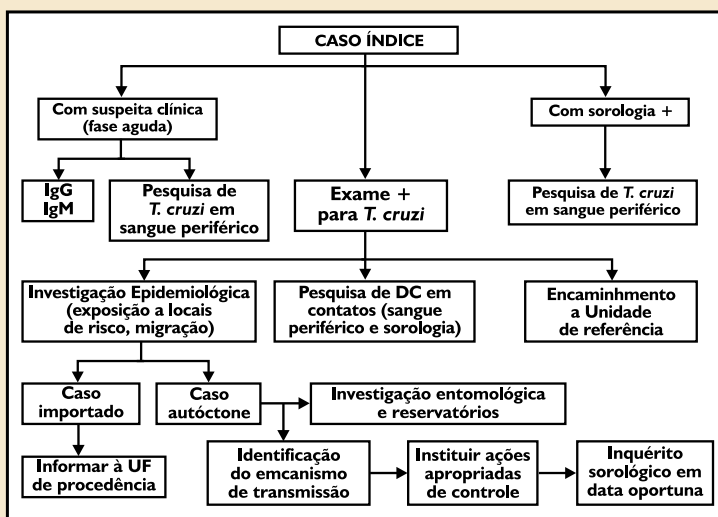 CASO ÍNDICE
Com suspeita clínica
(fase aguda)
Com sorologia +
IgG
IgM
Pesquisa de
T. cruzi em
sangue periférico
Exame +
para T. cruzi
Pesquisa de T. cruzi
em sangue periférico
Investigação Epidemiológica
(exposição a locais
de risco, migração)
Pesquisa de DC em
contatos (sangue
periférico e sorologia)
Encaminhmento
a Unidade
de referência
Caso
importado
Caso
autóctone
Investigação entomológica
e reservatórios
Informar à UF
de procedência
Identificação
do emcanismo
de transmissão
Instituir ações
apropriadas
de controle
Inquérito
sorológico em
data oportuna